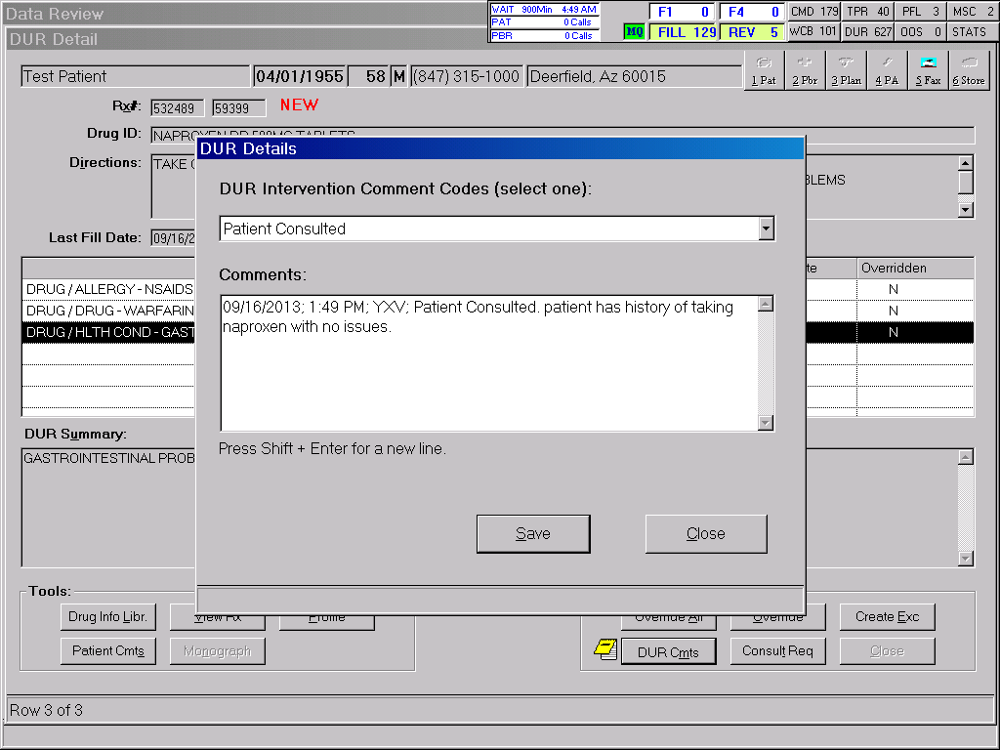 Data Review
WAIT 900Min 4:49 AM
PAT 0 Calls
PBR 0 Calls
MQ
F1 0
F4 0
FILL 129
REV 5
CMD 179
TPR 40
PFL 3
MSC 2
WCB 101
DUR 627
OOS 0
STATS
DUR Detail
Test Patient
04/01/1955
58
M
(847) 315-1000
Deerfield, Az 60015
1 Pat
2 Pbr
3 Plan
4 PA
5 Fax
6 Store
Rx#:
532489
59399
NEW
Drug ID:
NAPROXEN DR 500MG TABLETS
Directions:
TAKE
BLEMS
Last Fill Date:
09/16/2
te
Overridden
DRUG / ALLERGY - NSAIDS
N
DRUG / DRUG - WARFARIN
N
DRUG / HLTH COND - GAST
N
DUR Summary:
GASTROINTESTINAL PROB
DUR Details
DUR Intervention Comment Codes (select one):
Patient Consulted
Comments:
09/16/2013; 1:49 PM; YXV; Patient Consulted. patient has history of taking
naproxen with no issues.
Press Shift + Enter for a new line.
Save
Close
Tools:
Drug Info Libr.
View Rx
Profile
Override All
Override
Create Exc
Patient Cmts
Monograph
DUR Cmts
Consult Req
Close
Row 3 of 3